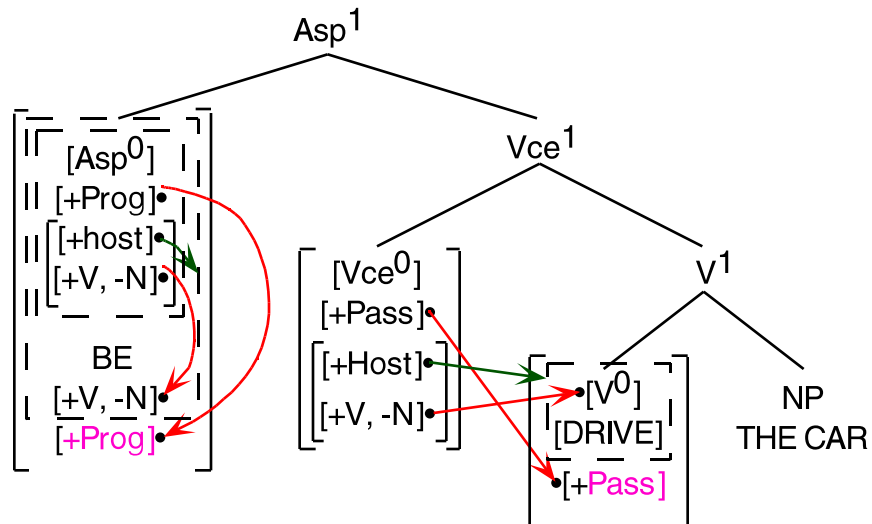 Asp¹
[Asp⁰]
[+Prog]
[+host]
[+V, -N]
BE
[+V, -N]
[+Prog]
Vce¹
[Vce⁰]
[+Pass]
[+Host]
[+V, -N]
V¹
[V⁰]
[DRIVE]
[+Pass]
NP
THE CAR